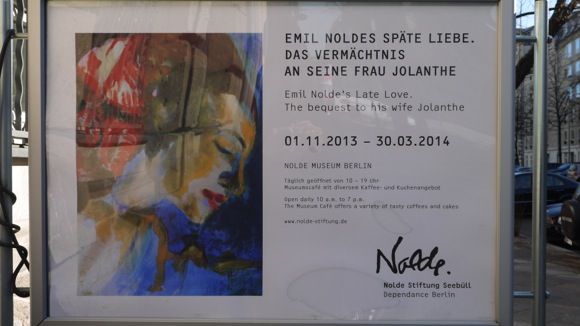 EMIL NOLDES SPÄTE LIEBE.
DAS VERMÄCHTNIS
AN SEINE FRAU JOLANTHE
Emil Nolde's Late Love.
The bequest to his wife Jolanthe
01.11.2013 – 30.03.2014
NOLDE MUSEUM BERLIN
Täglich geöffnet von 10 – 19 Uhr
Museumscafé mit diversem Kaffee- und Kuchenangebot
Open daily 10 a.m. to 7 p.m.
The Museum Café offers a variety of tasty coffees and cakes
www.nolde-stiftung.de
Nolde.
Nolde Stiftung Seebüll
Dependance Berlin